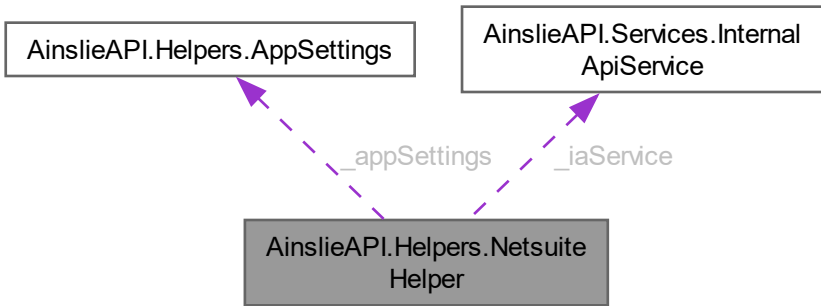 AinslieAPI.Helpers.AppSettings
AinslieAPI.Services.Internal
ApiService
_appSettings
_iaService
AinslieAPI.Helpers.Netsuite
Helper